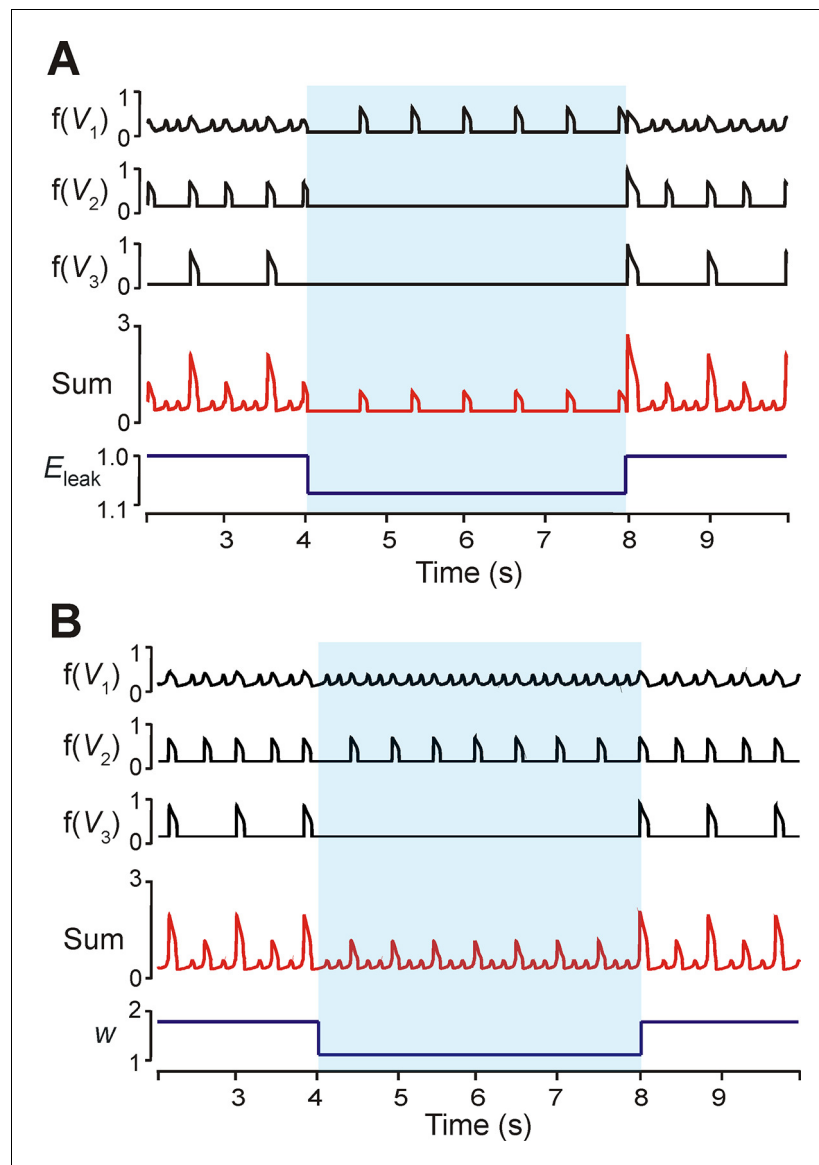 A
f(V1) 1 0
f(V2) 1 0
f(V3) 1 0
Sum 3 0
Eleak 1.0 1.1
3 4 5 6 7 8 9
Time (s)
B
f(V1) 1 0
f(V2) 1 0
f(V3) 1 0
Sum 3 0
w 2 1
3 4 5 6 7 8 9
Time (s)